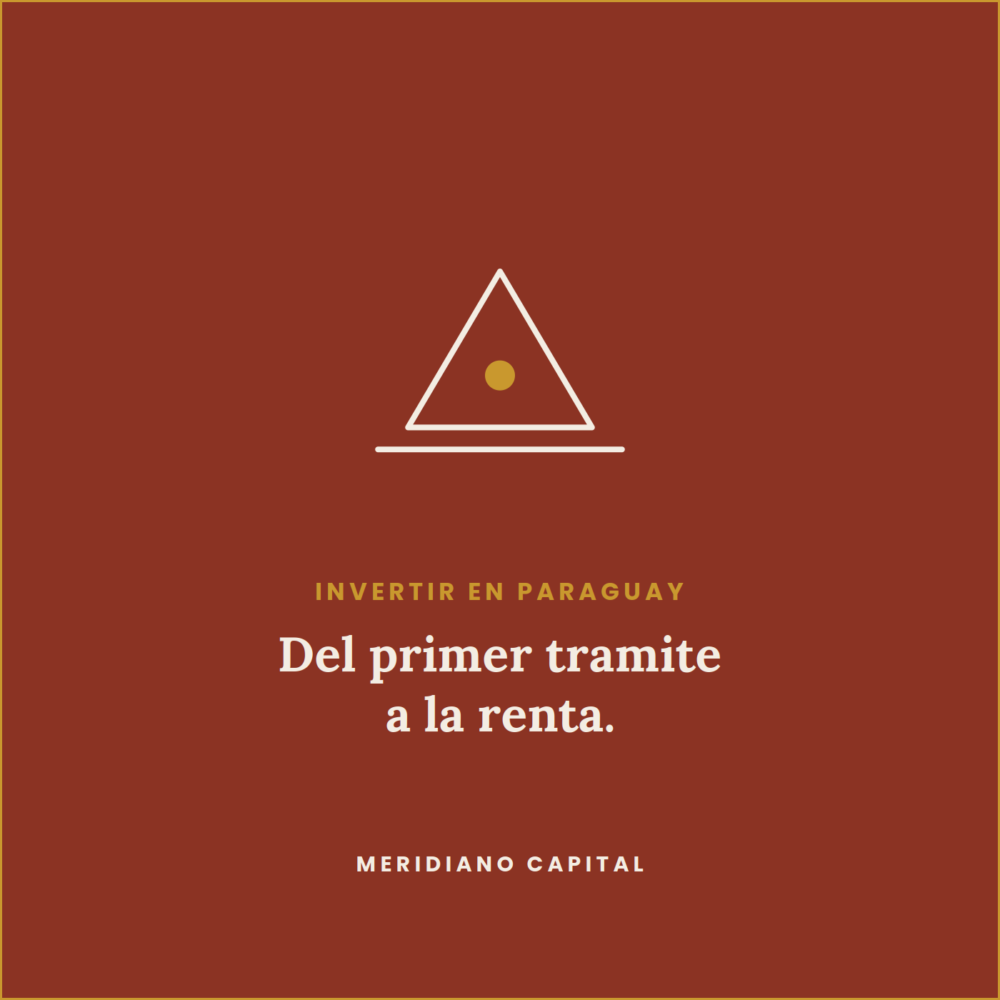 INVERTIR EN PARAGUAY
Del primer tramite
a la renta.
MERIDIANO CAPITAL